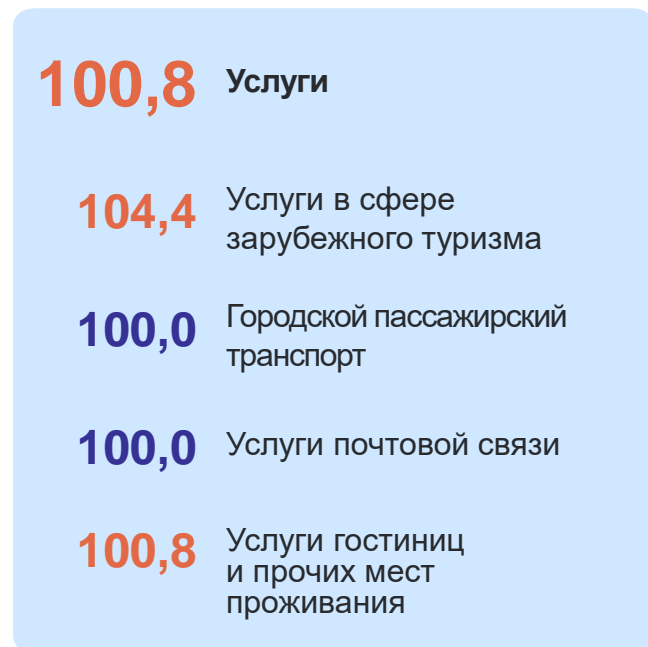 100,8 Услуги
104,4 Услуги в сфере
зарубежного туризма
100,0 Городской пассажирский
транспорт
100,0 Услуги почтовой связи
100,8 Услуги гостиниц
и прочих мест
проживания